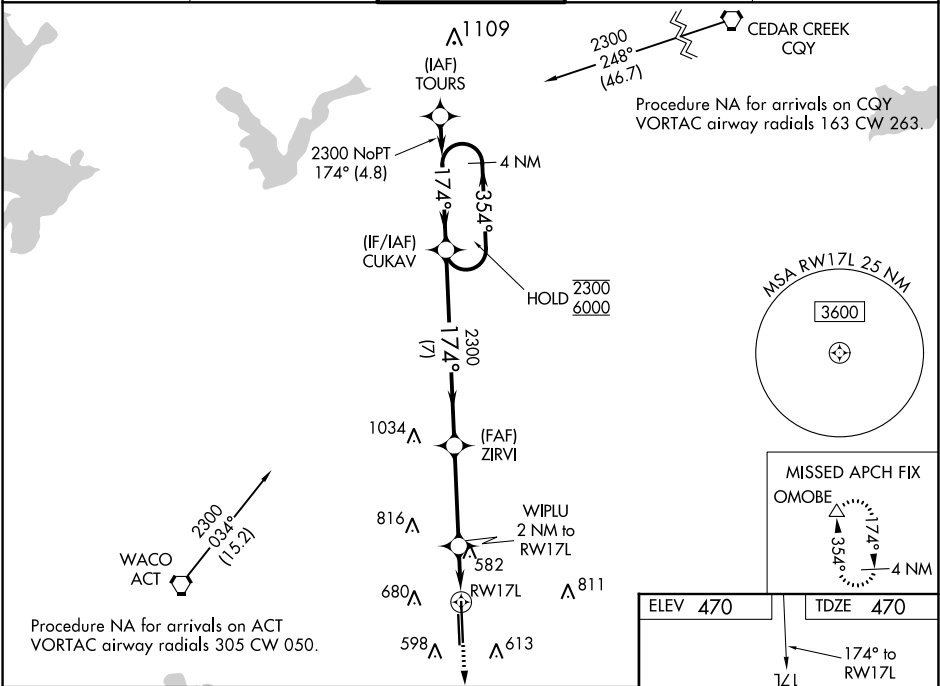 1109
(IAF)
TOURS
2300
248°
(46.7)
CEDAR CREEK
CQY
Procedure NA for arrivals on CQY
VORTAC airway radials 163 CW 263.
2300 NoPT
174° (4.8)
4 NM
174°
354°
(IF/IAF)
CUKAV
HOLD 2300
6000
MSA RW17L 25 NM
3600
174°
2300
(7)
1034
(FAF)
ZIRVI
MISSED APCH FIX
OMOBE
174°
354°
4 NM
2300
034°
(15.2)
WACO
ACT
816
WIPLU
2 NM to
RW17L
582
680
RW17L
811
598
613
Procedure NA for arrivals on ACT
VORTAC airway radials 305 CW 050.
ELEV 470
TDZE 470
174° to
RW17L
17L